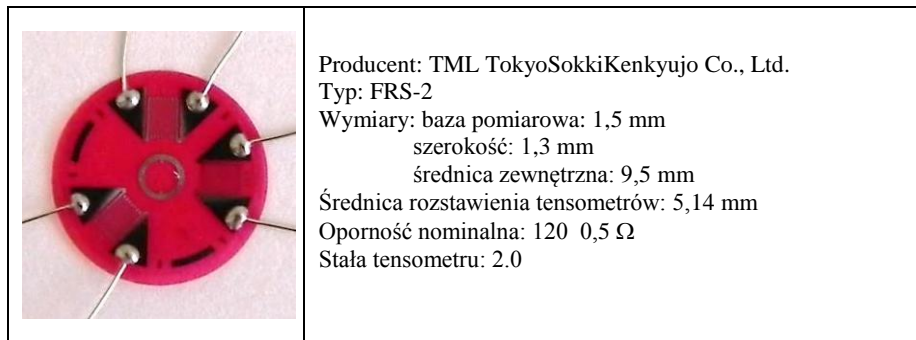 Producent: TML TokyoSokkiKenkyujo Co., Ltd.
Typ: FRS-2
Wymiary: baza pomiarowa: 1,5 mm
szerokość: 1,3 mm
średnica zewnętrzna: 9,5 mm
Średnica rozstawienia tensometrów: 5,14 mm
Oporność nominalna: 120 0,5 Ω
Stała tensometru: 2.0